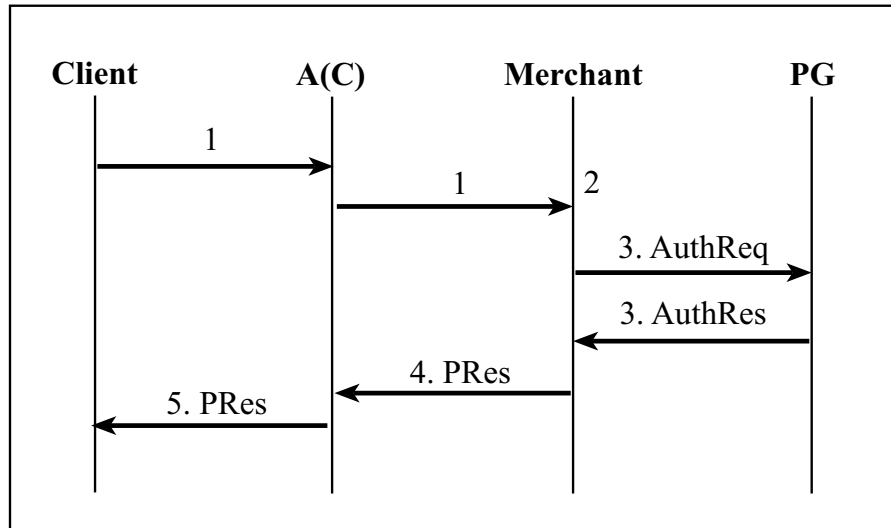 Client A(C) Merchant PG
1
1 2
3. AuthReq
3. AuthRes
4. PRes
5. PRes